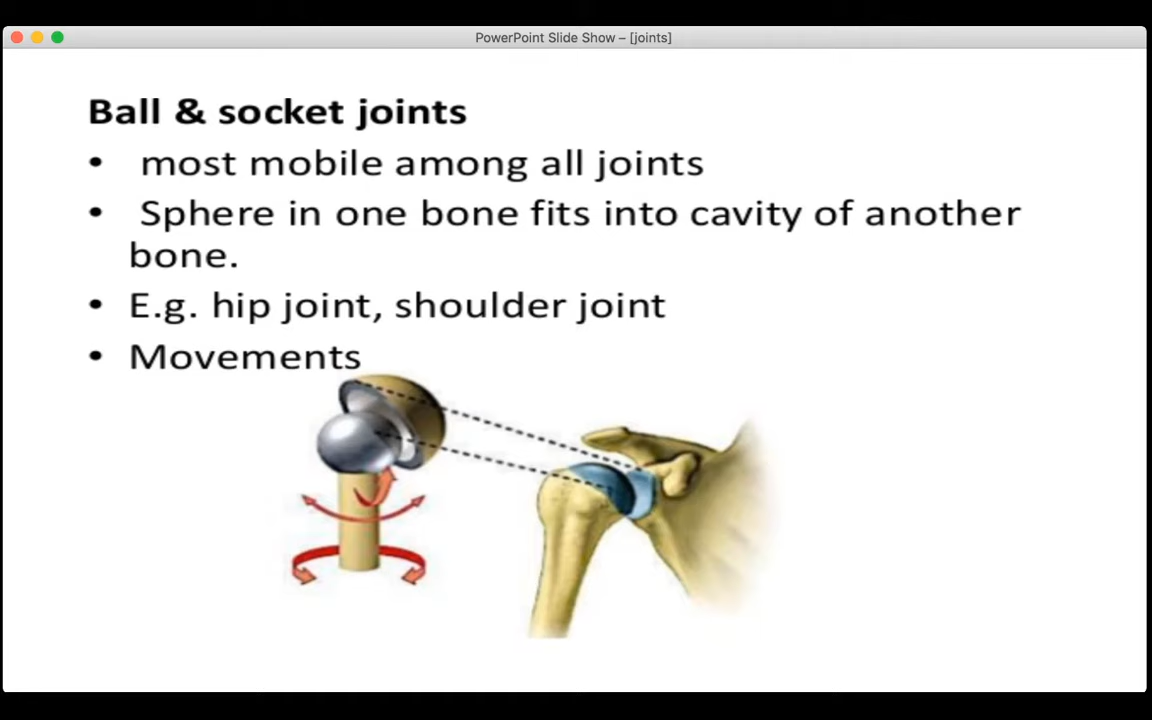 PowerPoint Slide Show – [joints]
Ball & socket joints
• most mobile among all joints
• Sphere in one bone fits into cavity of another
bone.
• E.g. hip joint, shoulder joint
• Movements